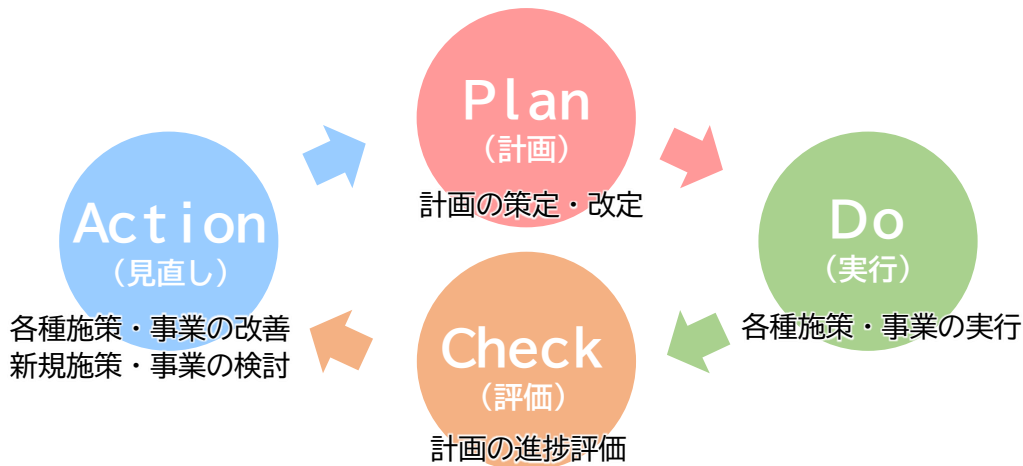 Plan
（計画）
計画の策定・改定
Do
（実行）
各種施策・事業の実行
Check
（評価）
計画の進捗評価
Action
（見直し）
各種施策・事業の改善
新規施策・事業の検討